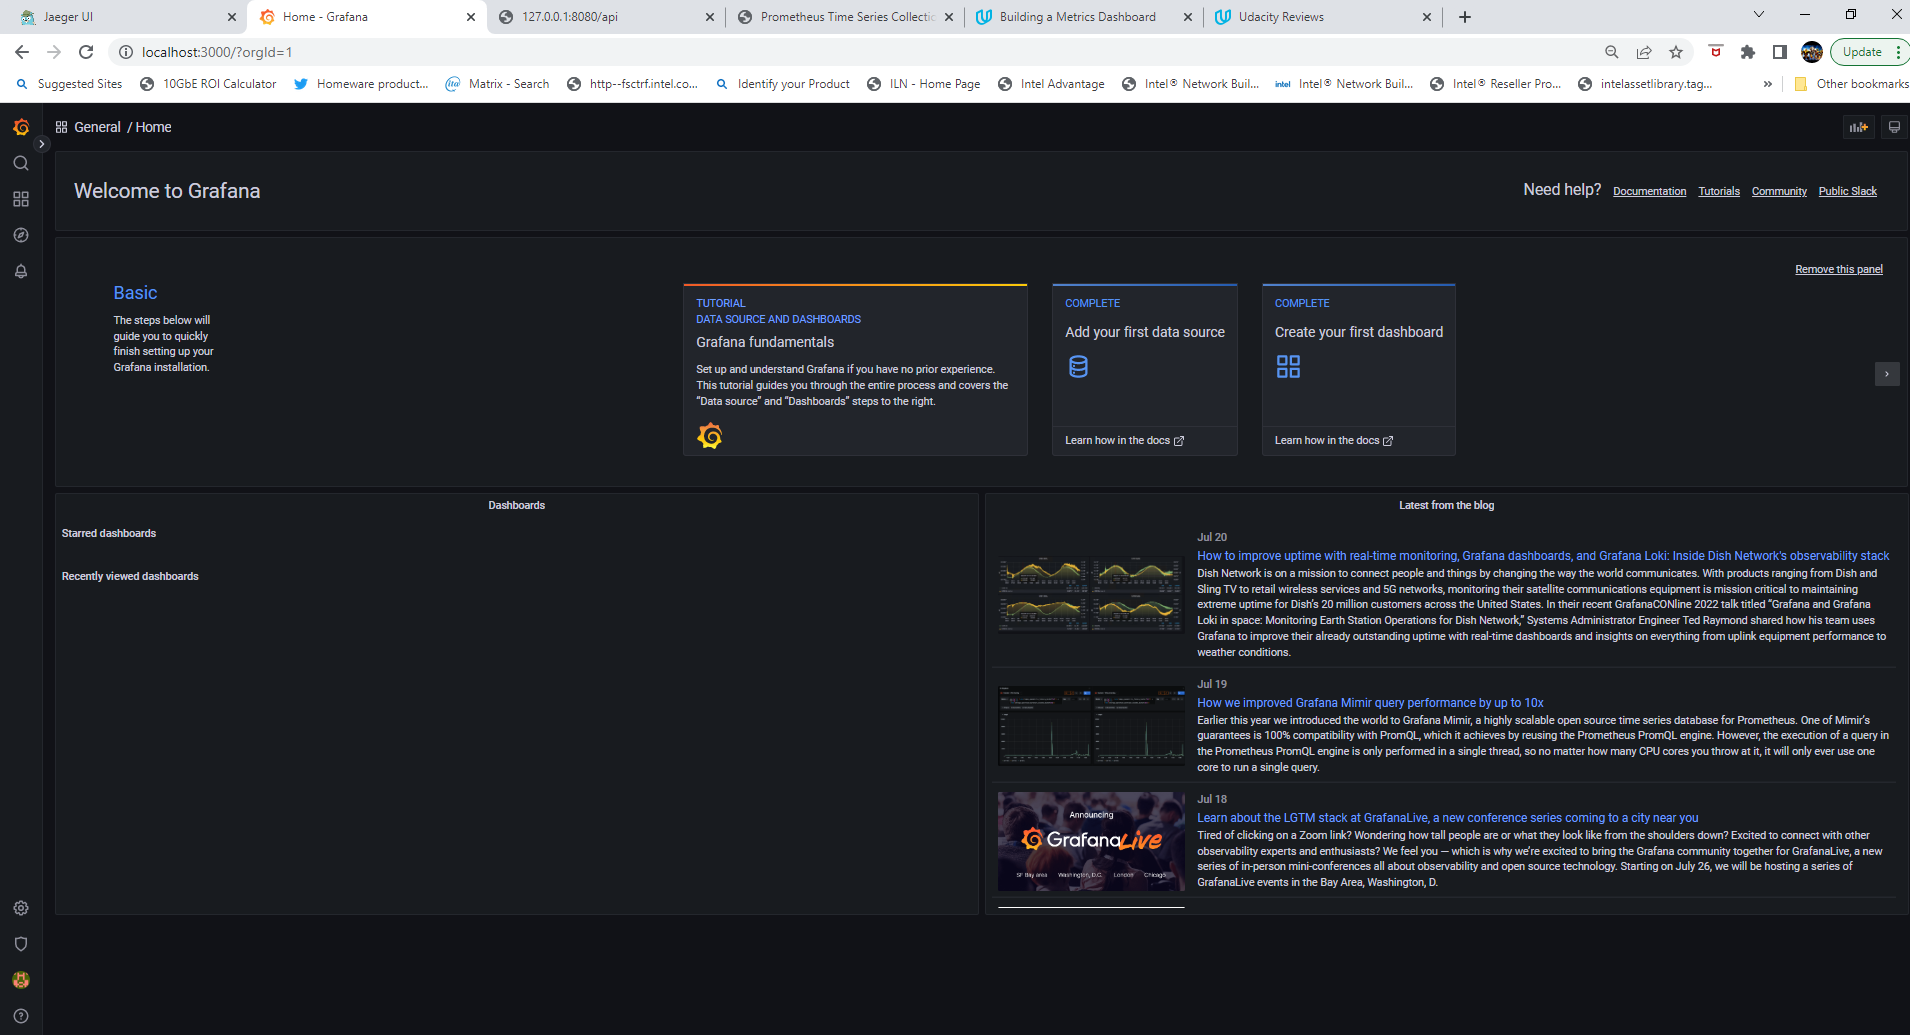 Jaeger UI
Home - Grafana
127.0.0.1:8080/api
Prometheus Time Series Collectic
Building a Metrics Dashboard
Udacity Reviews
localhost:3000/?orgId=1
Update
Suggested Sites
10GbE ROI Calculator
Homeware product...
Matrix - Search
http--fsctrf.intel.co...
Identify your Product
ILN - Home Page
Intel Advantage
Intel® Network Buil...
intel
Intel® Network Buil...
Intel® Reseller Pro...
intelassetlibrary.tag...
»
Other bookmarks
General / Home
Welcome to Grafana
Need help? Documentation Tutorials Community Public Slack
Remove this panel
Basic
The steps below will
guide you to quickly
finish setting up your
Grafana installation.
TUTORIAL
DATA SOURCE AND DASHBOARDS
Grafana fundamentals
Set up and understand Grafana if you have no prior experience.
This tutorial guides you through the entire process and covers the
“Data source” and “Dashboards” steps to the right.
COMPLETE
Add your first data source
Learn how in the docs
COMPLETE
Create your first dashboard
Learn how in the docs
Dashboards
Starred dashboards
Recently viewed dashboards
Latest from the blog
Jul 20
How to improve uptime with real-time monitoring, Grafana dashboards, and Grafana Loki: Inside Dish Network's observability stack
Dish Network is on a mission to connect people and things by changing the way the world communicates. With products ranging from Dish and
Sling TV to retail wireless services and 5G networks, monitoring their satellite communications equipment is mission critical to maintaining
extreme uptime for Dish’s 20 million customers across the United States. In their recent GrafanaCONline 2022 talk titled “Grafana and Grafana
Loki in space: Monitoring Earth Station Operations for Dish Network,” Systems Administrator Engineer Ted Raymond shared how his team uses
Grafana to improve their already outstanding uptime with real-time dashboards and insights on everything from uplink equipment performance to
weather conditions.
Jul 19
How we improved Grafana Mimir query performance by up to 10x
Earlier this year we introduced the world to Grafana Mimir, a highly scalable open source time series database for Prometheus. One of Mimir’s
guarantees is 100% compatibility with PromQL, which it achieves by reusing the Prometheus PromQL engine. However, the execution of a query in
the Prometheus PromQL engine is only performed in a single thread, so no matter how many CPU cores you throw at it, it will only ever use one
core to run a single query.
Announcing
GrafanaLive
SF Bay area Washington, D.C. London Chicago
Jul 18
Learn about the LGTM stack at GrafanaLive, a new conference series coming to a city near you
Tired of clicking on a Zoom link? Wondering how tall people are or what they look like from the shoulders down? Excited to connect with other
observability experts and enthusiasts? We feel you — which is why we’re excited to bring the Grafana community together for GrafanaLive, a new
series of in-person mini-conferences all about observability and open source technology. Starting on July 26, we will be hosting a series of
GrafanaLive events in the Bay Area, Washington, D.